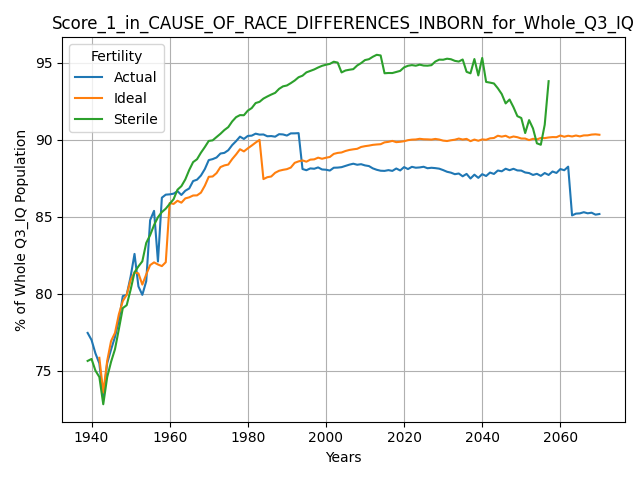 Score_1_in_CAUSE_OF_RACE_DIFFERENCES_INBORN_for_Whole_Q3_IQ
Fertility
Actual
Ideal
Sterile
% of Whole Q3_IQ Population
95
90
85
80
75
1940 1960 1980 2000 2020 2040 2060
Years